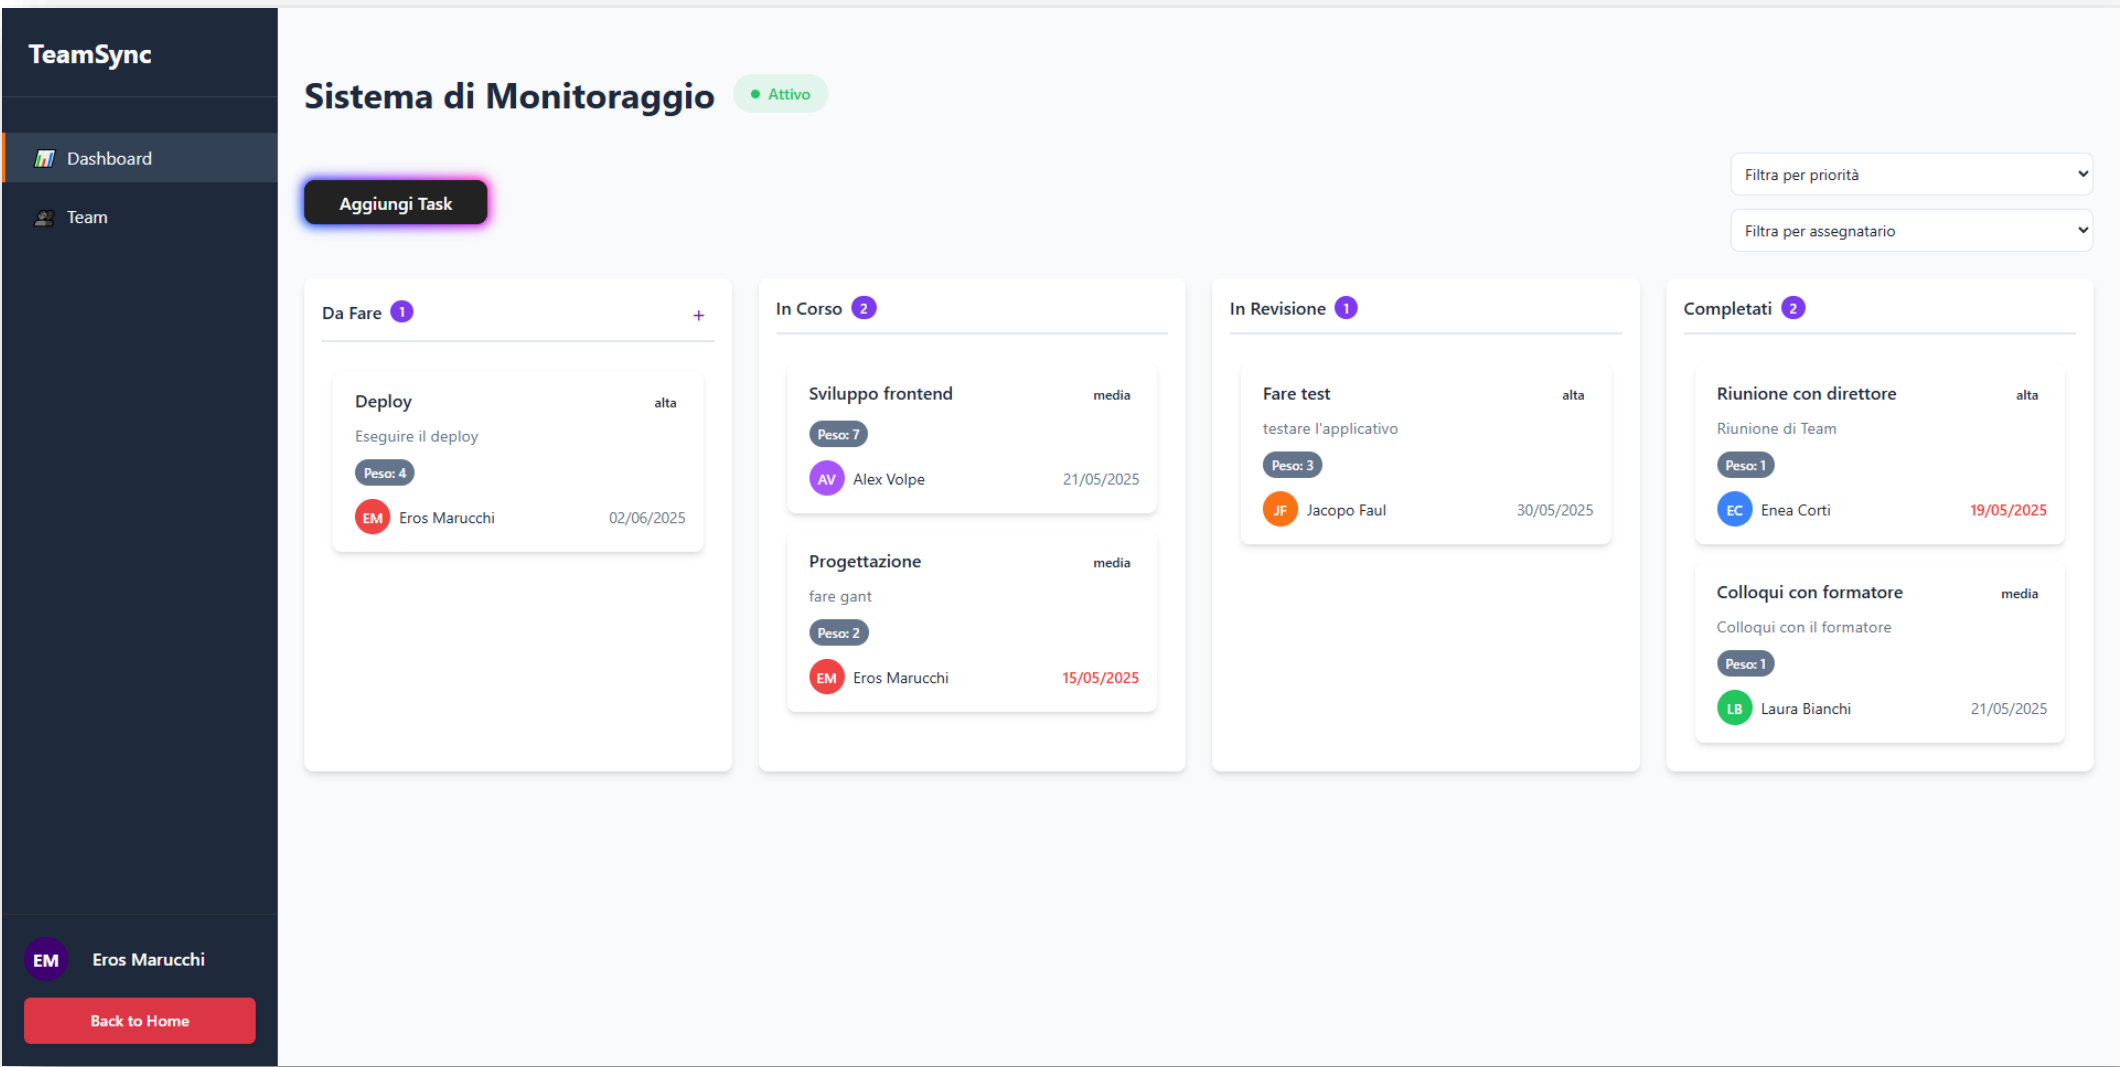 TeamSync
Dashboard
Team
EM Eros Marucchi
Back to Home
Sistema di Monitoraggio
Attivo
Aggiungi Task
Filtra per priorità
Filtra per assegnatario
Da Fare 1 +
Deploy alta
Eseguire il deploy
Peso: 4
EM Eros Marucchi 02/06/2025
In Corso 2
Sviluppo frontend media
Peso: 7
AV Alex Volpe 21/05/2025
Progettazione media
fare gant
Peso: 2
EM Eros Marucchi 15/05/2025
In Revisione 1
Fare test alta
testare l'applicativo
Peso: 3
JF Jacopo Faul 30/05/2025
Completati 2
Riunione con direttore alta
Riunione di Team
Peso: 1
EC Enea Corti 19/05/2025
Colloqui con formatore media
Colloqui con il formatore
Peso: 1
LB Laura Bianchi 21/05/2025